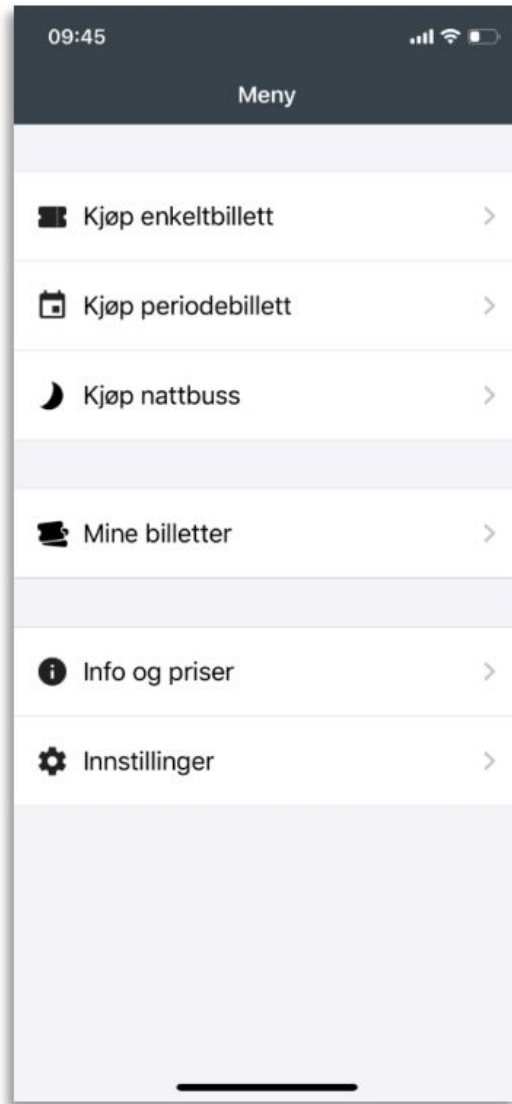 09:45
Meny
Kjøp enkeltbillett
Kjøp periodebillett
Kjøp nattbuss
Mine billetter
Info og priser
Innstillinger